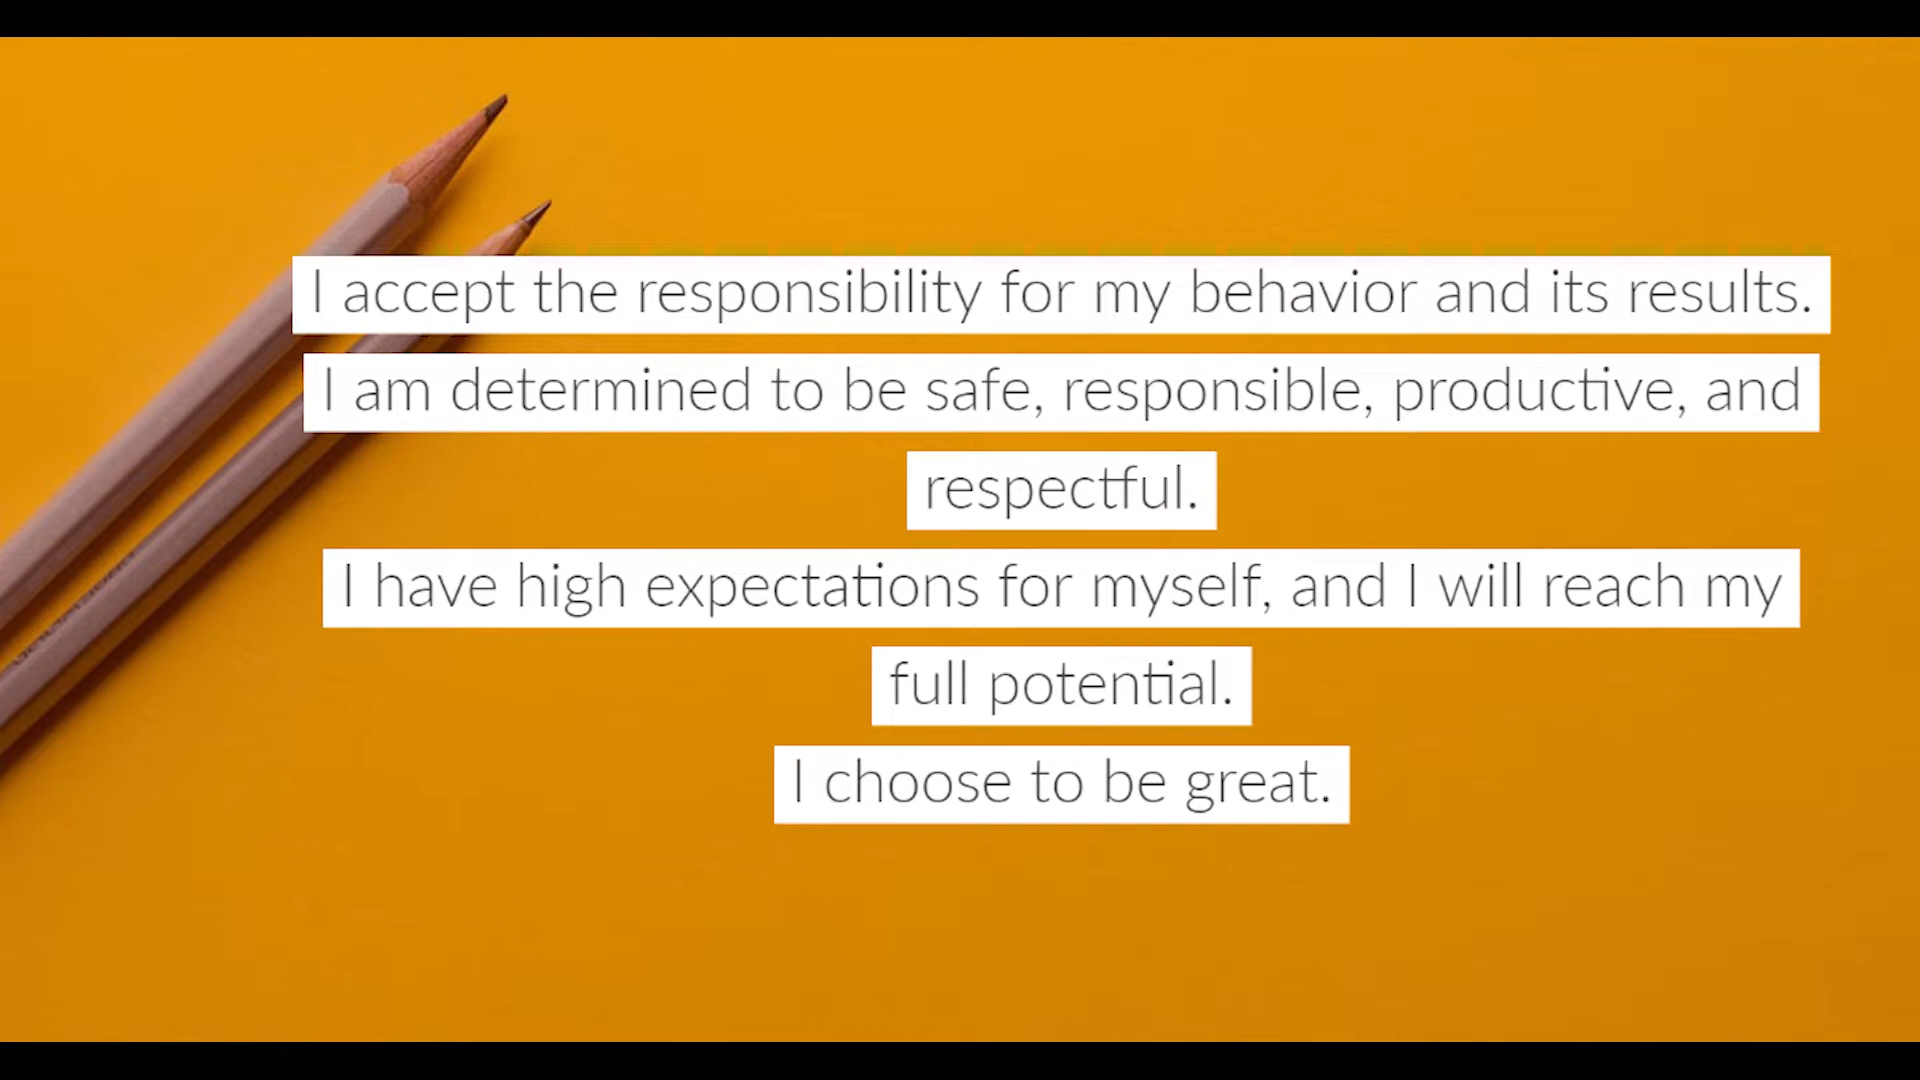 I accept the responsibility for my behavior and its results.
I am determined to be safe, responsible, productive, and
respectful.
I have high expectations for myself, and I will reach my
full potential.
I choose to be great.